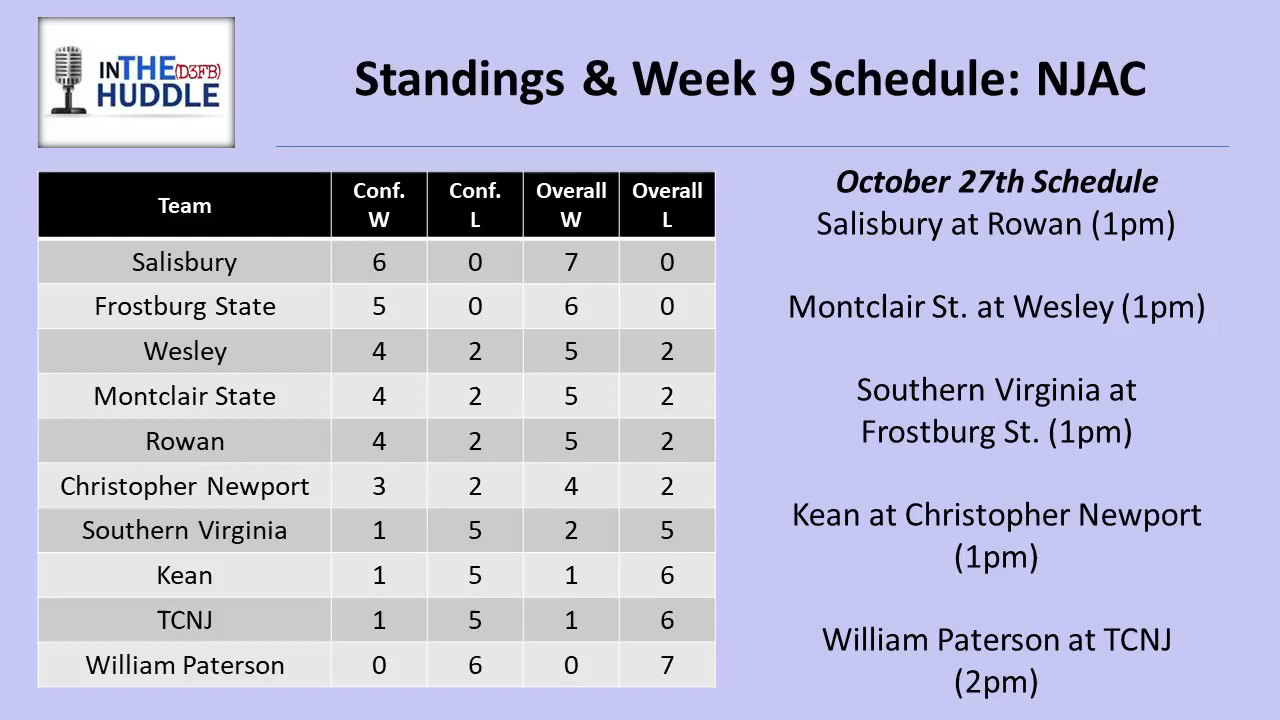 IN THE (D3FB)
HUDDLE
Standings & Week 9 Schedule: NJAC
Team Conf. W Conf. L Overall W Overall L
Salisbury 6 0 7 0
Frostburg State 5 0 6 0
Wesley 4 2 5 2
Montclair State 4 2 5 2
Rowan 4 2 5 2
Christopher Newport 3 2 4 2
Southern Virginia 1 5 2 5
Kean 1 5 1 6
TCNJ 1 5 1 6
William Paterson 0 6 0 7
October 27th Schedule
Salisbury at Rowan (1pm)
Montclair St. at Wesley (1pm)
Southern Virginia at
Frostburg St. (1pm)
Kean at Christopher Newport
(1pm)
William Paterson at TCNJ
(2pm)